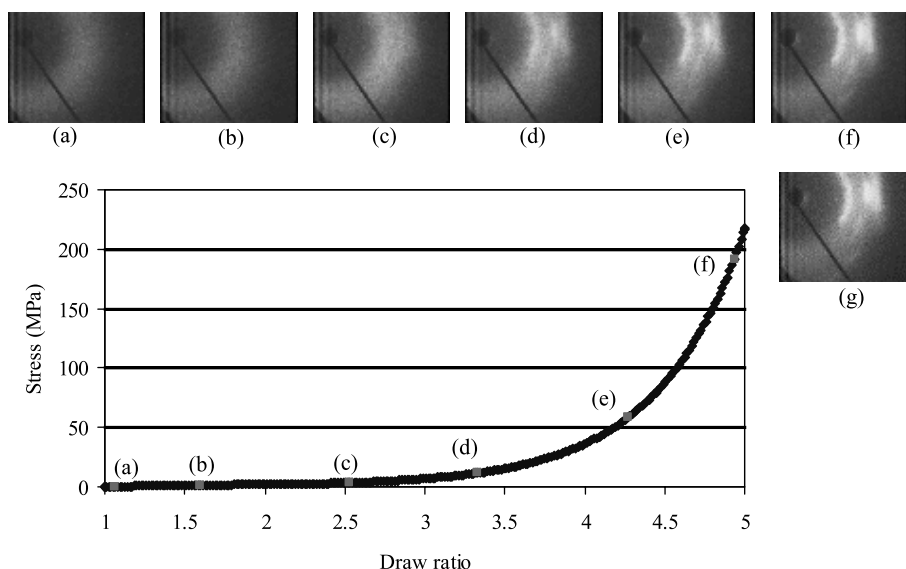 (a) (b) (c) (d) (e) (f)
(g)
Stress (MPa)
250
200
150
100
50
0
(a) (b) (c) (d) (e) (f)
1 1.5 2 2.5 3 3.5 4 4.5 5
Draw ratio